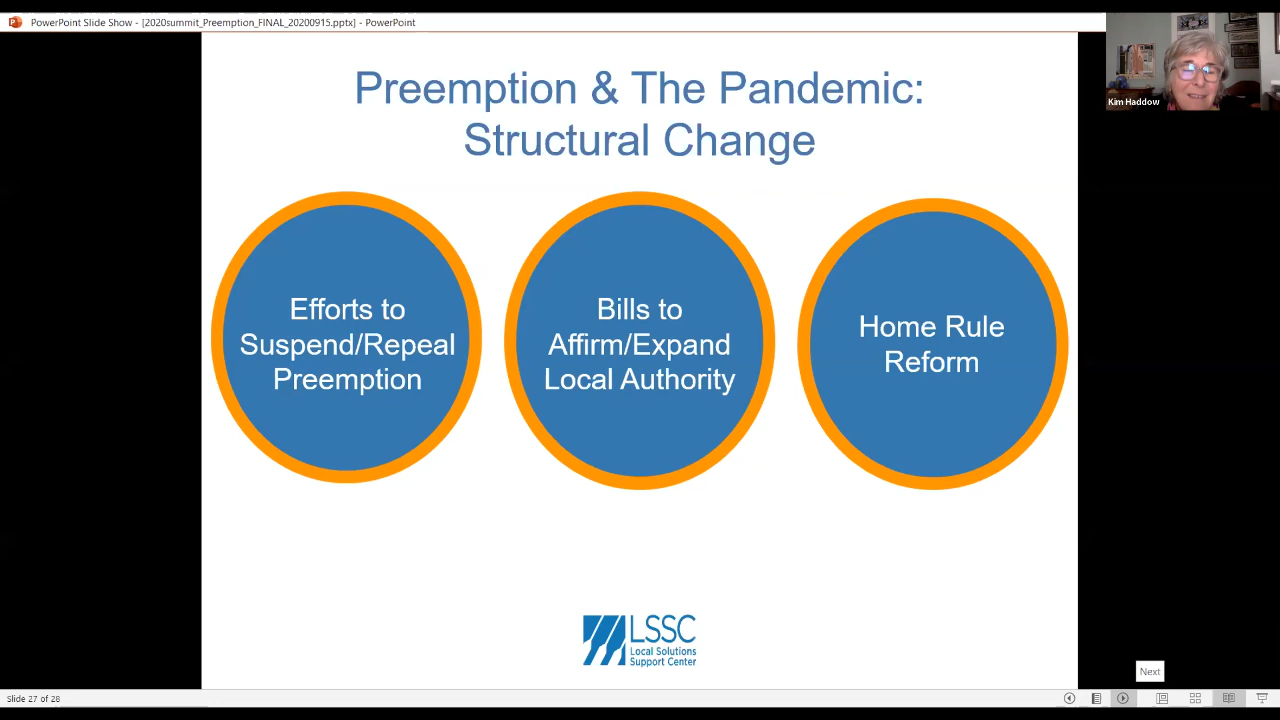 PowerPoint Slide Show - [2020summit_Preemption_FINAL_20200915.pptx] - PowerPoint
Kim Haddow
Preemption & The Pandemic:
Structural Change
Efforts to
Suspend/Repeal
Preemption
Bills to
Affirm/Expand
Local Authority
Home Rule
Reform
LSSC
Local Solutions
Support Center
Next
Slide 27 of 28